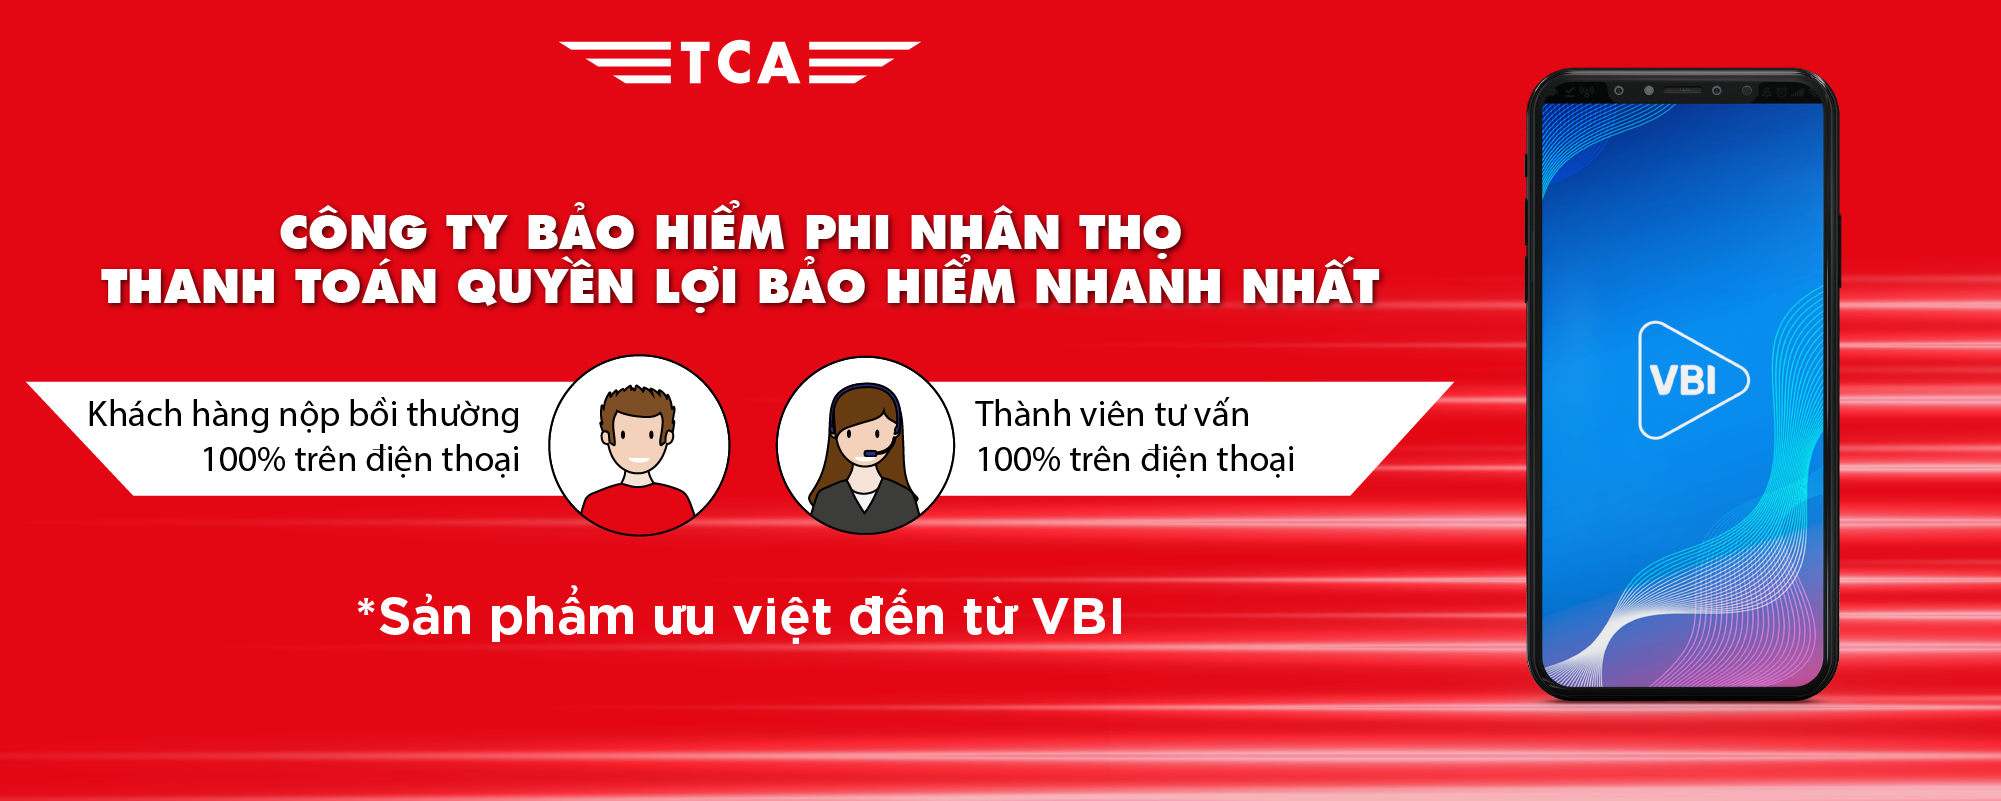 TCA
CÔNG TY BẢO HIỂM PHI NHÂN THỌ
THANH TOÁN QUYỀN LỢI BẢO HIỂM NHANH NHẤT
Khách hàng nộp bồi thường
100% trên điện thoại
Thành viên tư vấn
100% trên điện thoại
*Sản phẩm ưu việt đến từ VBI
VBI